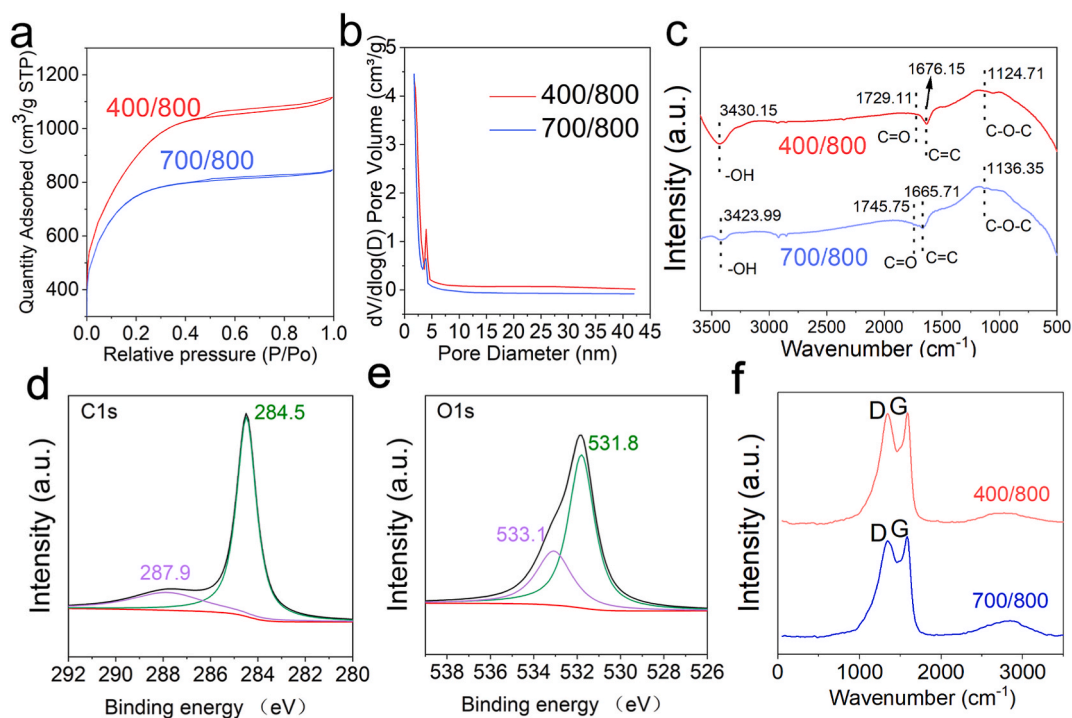 a
Quantity Adsorbed (cm³/g STP)
1200
1000
800
600
400
400/800
700/800
0.0 0.2 0.4 0.6 0.8 1.0
Relative pressure (P/Po)
b
dV/dlog(D) Pore Volume (cm³/g)
5
4
3
2
1
0
400/800
700/800
0 5 10 15 20 25 30 35 40 45
Pore Diameter (nm)
c
Intensity (a.u.)
3430.15
1729.11
1676.15
1124.71
C=O
C=C
C-O-C
-OH
400/800
3423.99
1745.75
1665.71
1136.35
C=O
C=C
C-O-C
-OH
700/800
3500 3000 2500 2000 1500 1000 500
Wavenumber (cm⁻¹)
d
Intensity (a.u.)
C1s
284.5
287.9
292 290 288 286 284 282 280
Binding energy （eV）
e
Intensity (a.u.)
O1s
531.8
533.1
538 536 534 532 530 528 526
Binding energy （eV）
f
Intensity (a.u.)
D G
400/800
D G
700/800
0 1000 2000 3000
Wavenumber (cm⁻¹)